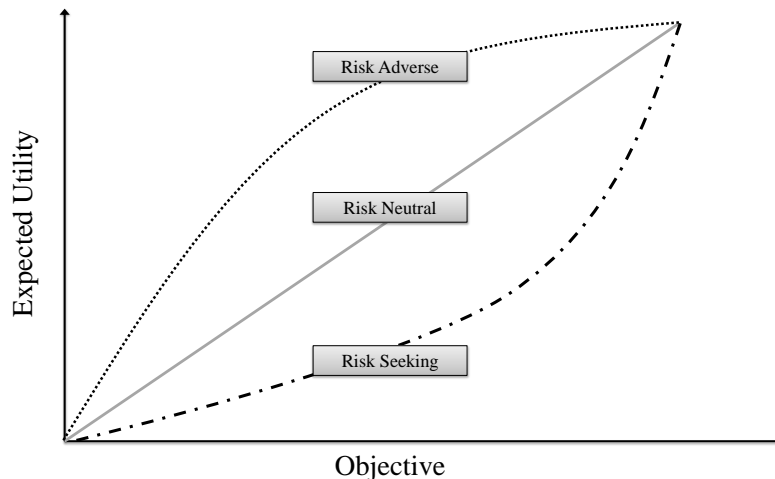 Expected Utility
Risk Adverse
Risk Neutral
Risk Seeking
Objective